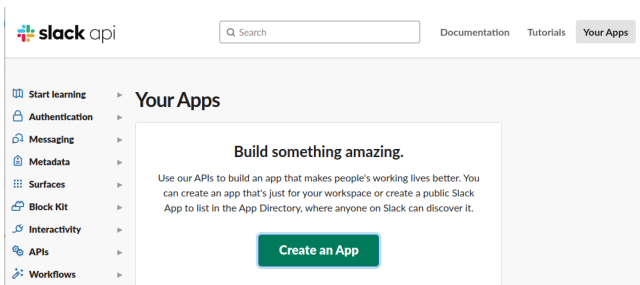 slack api
Search
Documentation
Tutorials
Your Apps
Start learning
Authentication
Messaging
Metadata
Surfaces
Block Kit
Interactivity
APIs
Workflows
Your Apps
Build something amazing.
Use our APIs to build an app that makes people's working lives better. You
can create an app that's just for your workspace or create a public Slack
App to list in the App Directory, where anyone on Slack can discover it.
Create an App